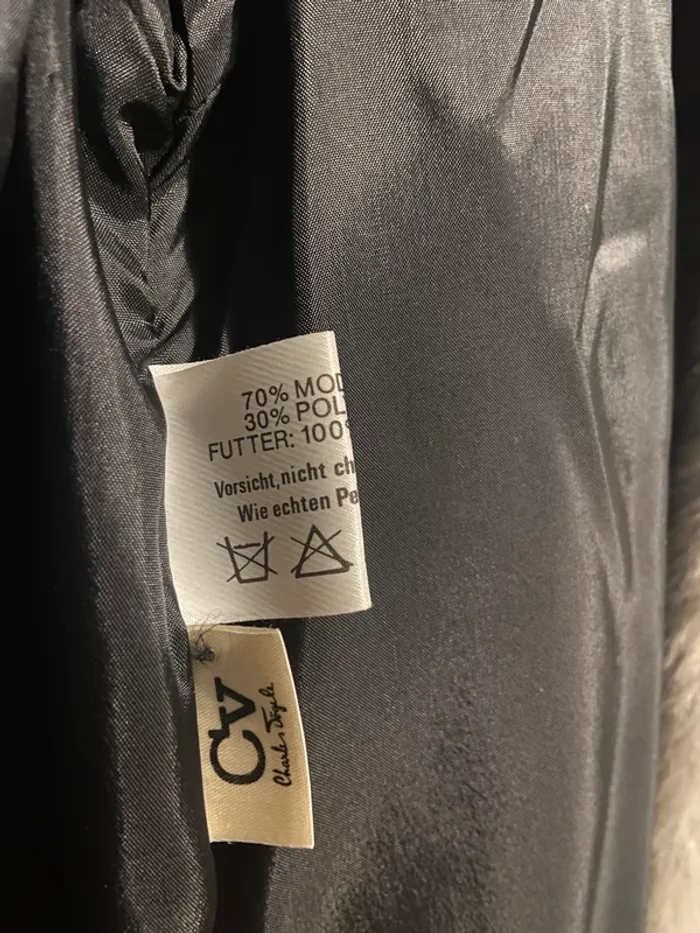 70% MOD
30% POL
FUTTER: 100%
Vorsicht, nicht ch
Wie echten Pe
CV
Charles Vögele